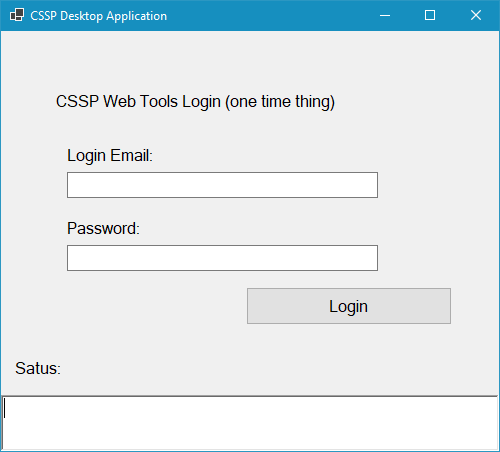 CSSP Desktop Application
CSSP Web Tools Login (one time thing)
Login Email:
Password:
Login
Satus: